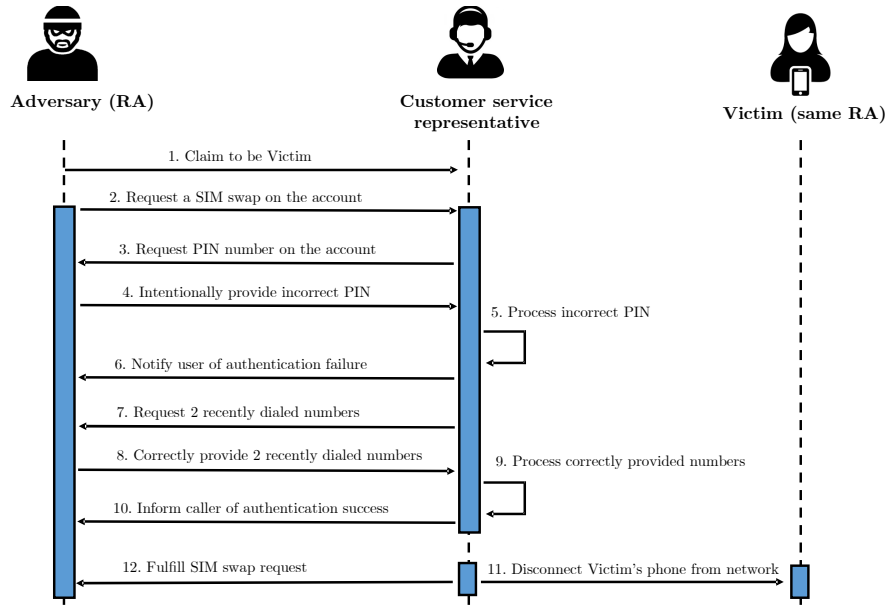 Adversary (RA)
Customer service
representative
Victim (same RA)
1. Claim to be Victim
2. Request a SIM swap on the account
3. Request PIN number on the account
4. Intentionally provide incorrect PIN
5. Process incorrect PIN
6. Notify user of authentication failure
7. Request 2 recently dialed numbers
8. Correctly provide 2 recently dialed numbers
9. Process correctly provided numbers
10. Inform caller of authentication success
12. Fulfill SIM swap request
11. Disconnect Victim's phone from network